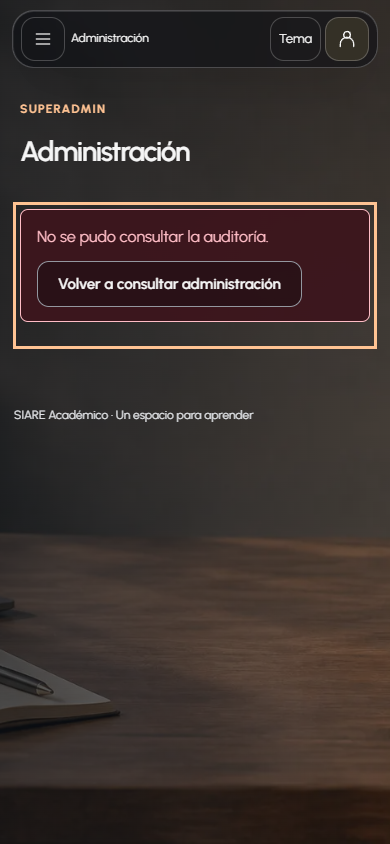 Administración
Tema
SUPERADMIN
Administración
No se pudo consultar la auditoría.
Volver a consultar administración
SIARE Académico · Un espacio para aprender